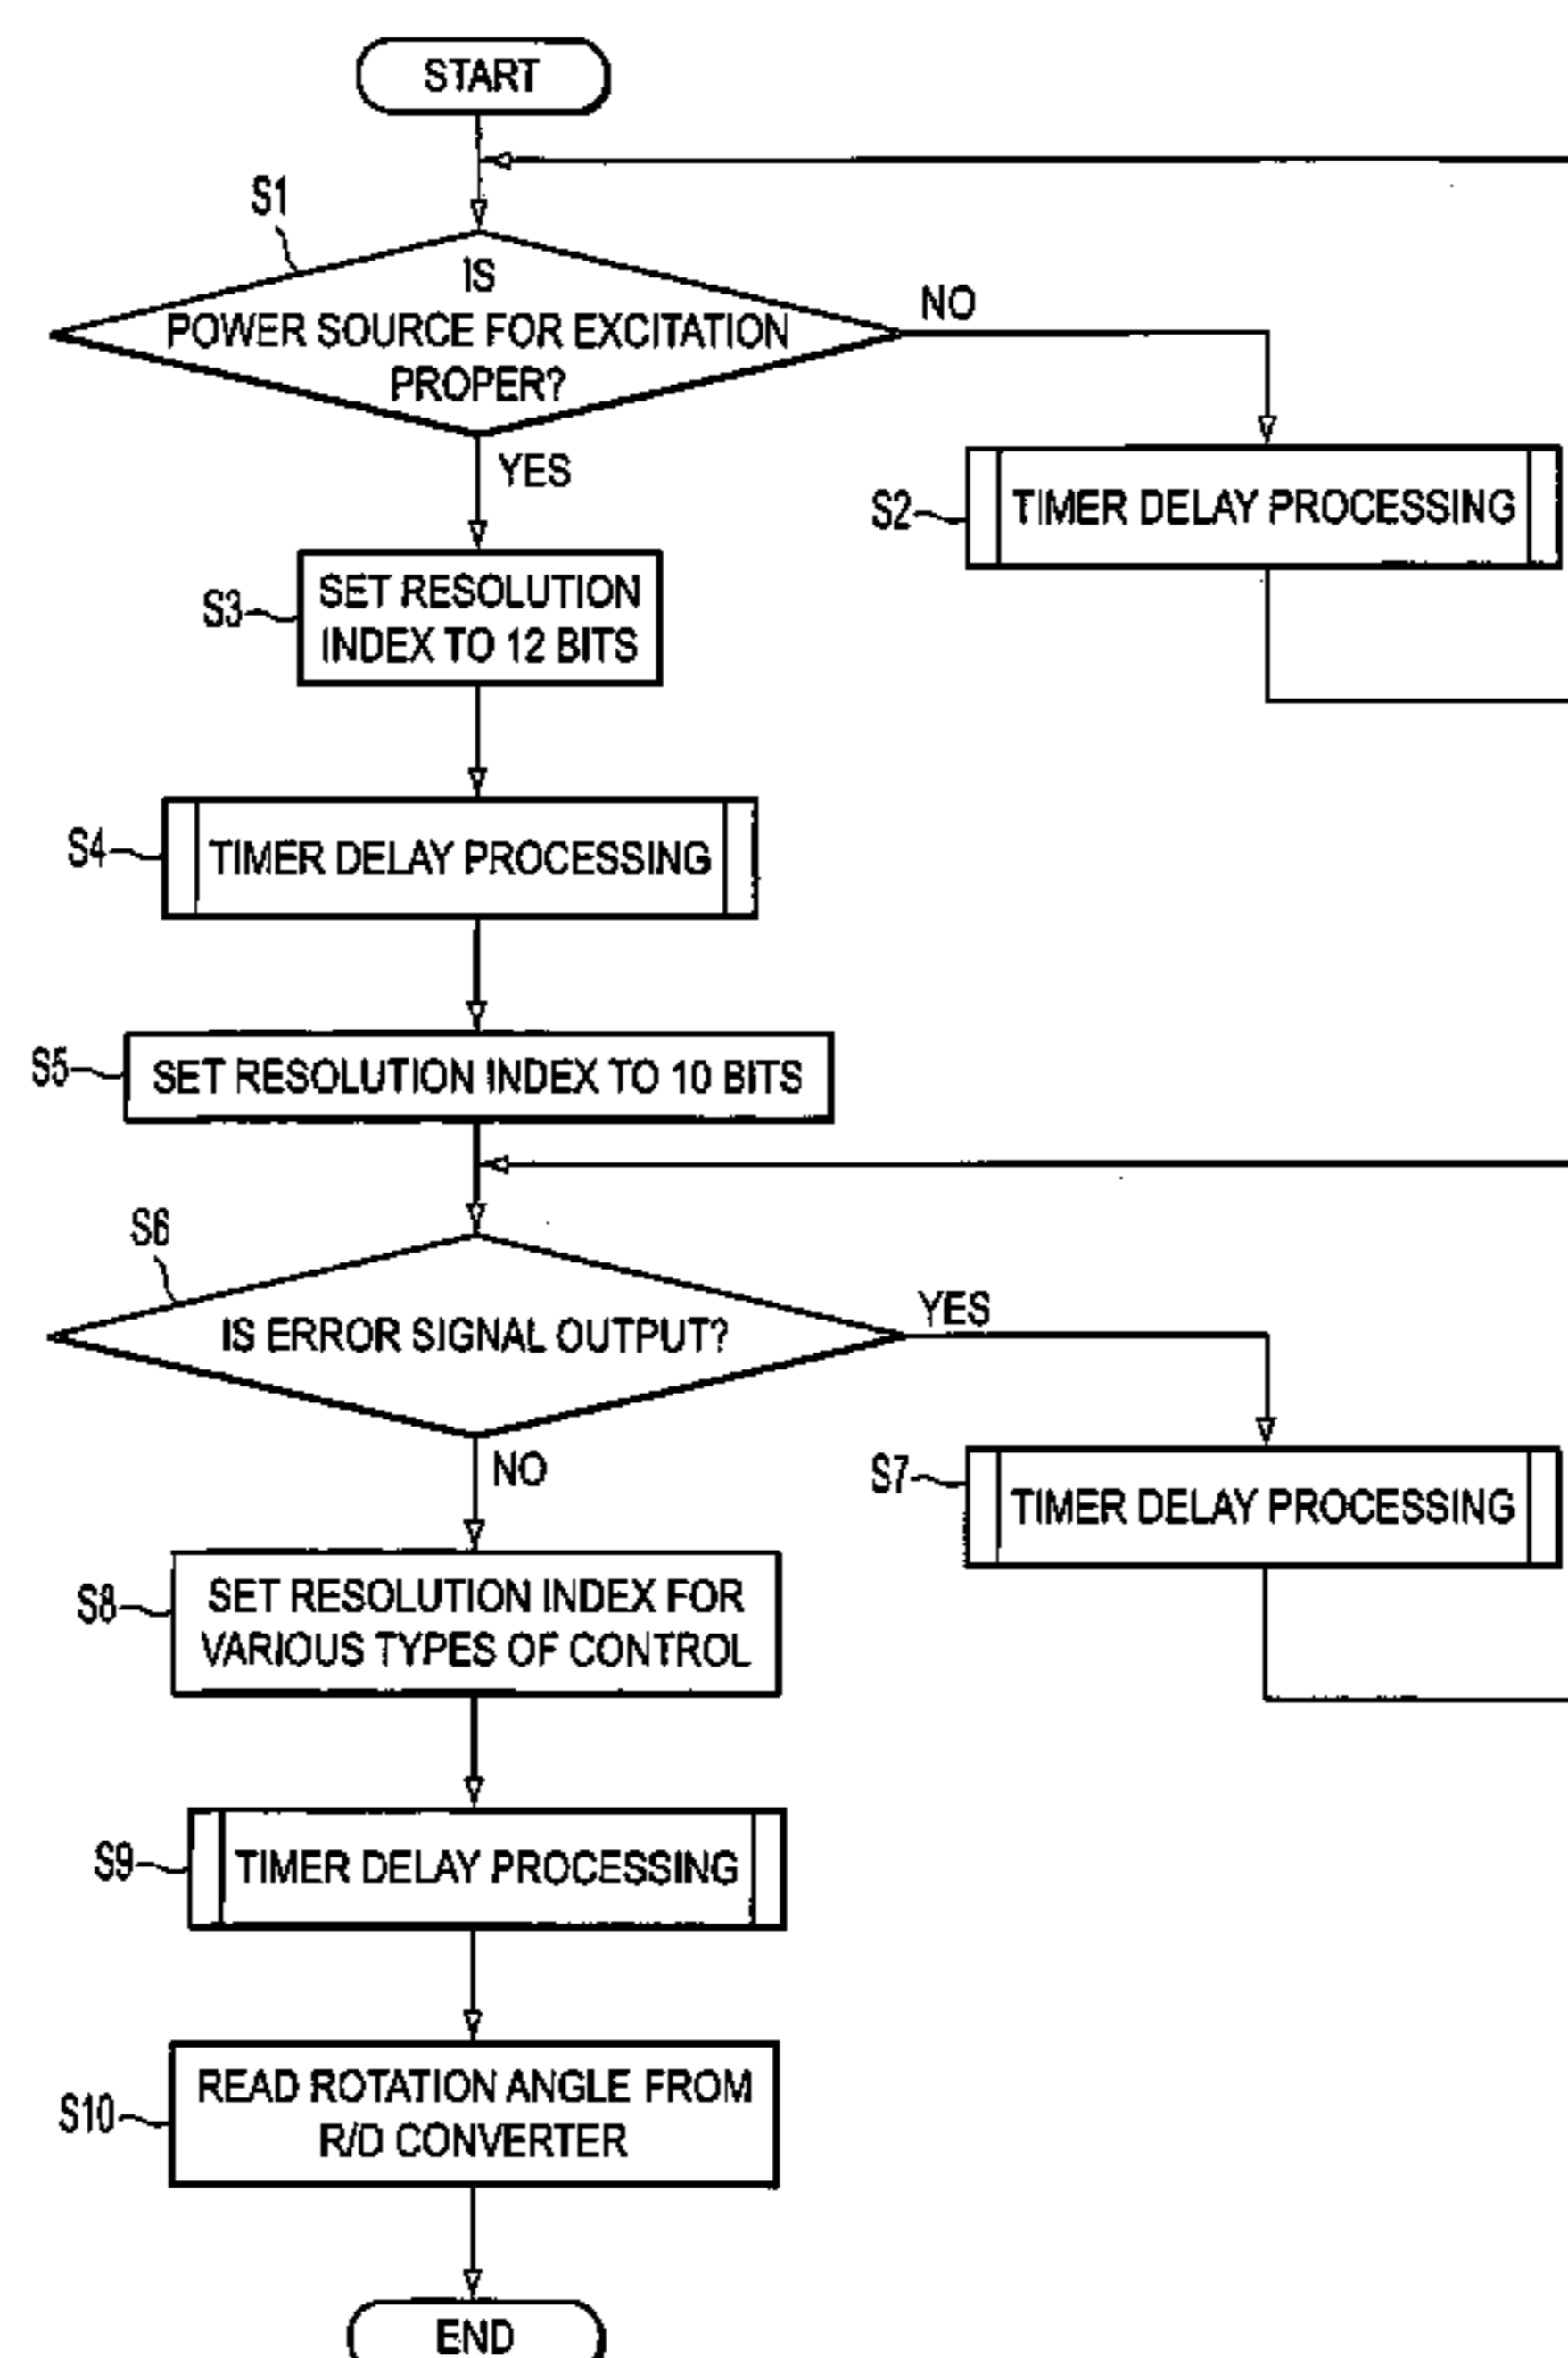 START
S1
IS
POWER SOURCE FOR EXCITATION
PROPER?
NO
YES
S2
TIMER DELAY PROCESSING
S3
SET RESOLUTION
INDEX TO 12 BITS
S4
TIMER DELAY PROCESSING
S5
SET RESOLUTION INDEX TO 10 BITS
S6
IS ERROR SIGNAL OUTPUT?
YES
NO
S7
TIMER DELAY PROCESSING
S8
SET RESOLUTION INDEX FOR
VARIOUS TYPES OF CONTROL
S9
TIMER DELAY PROCESSING
S10
READ ROTATION ANGLE FROM
R/D CONVERTER
END